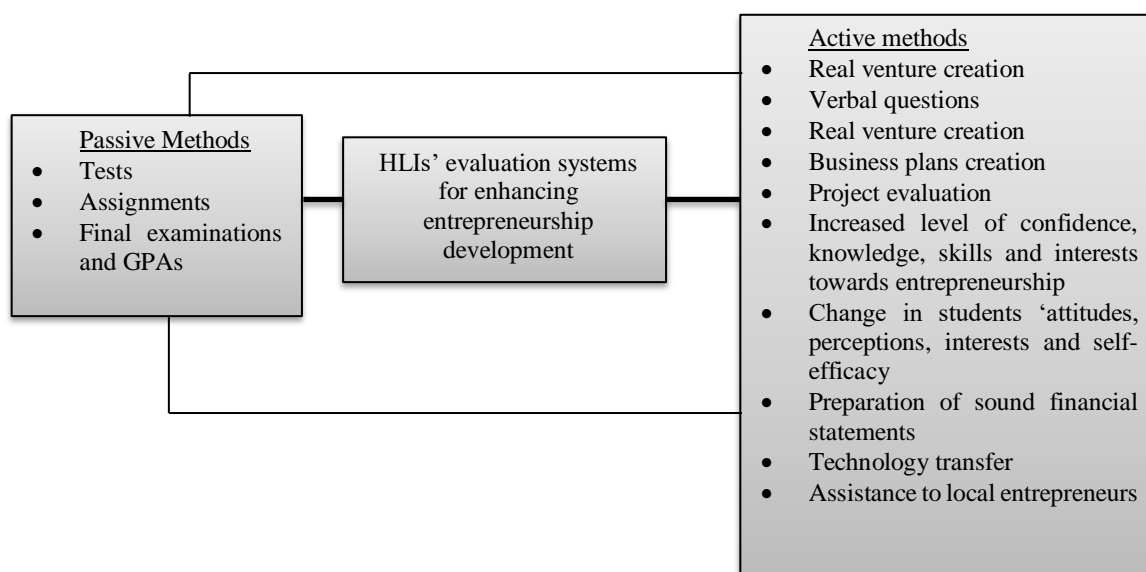 Passive Methods
• Tests
• Assignments
• Final examinations
and GPAs
HLIs’ evaluation systems
for enhancing
entrepreneurship
development
Active methods
• Real venture creation
• Verbal questions
• Real venture creation
• Business plans creation
• Project evaluation
• Increased level of confidence,
knowledge, skills and interests
towards entrepreneurship
• Change in students ‘attitudes,
perceptions, interests and self-
efficacy
• Preparation of sound financial
statements
• Technology transfer
• Assistance to local entrepreneurs